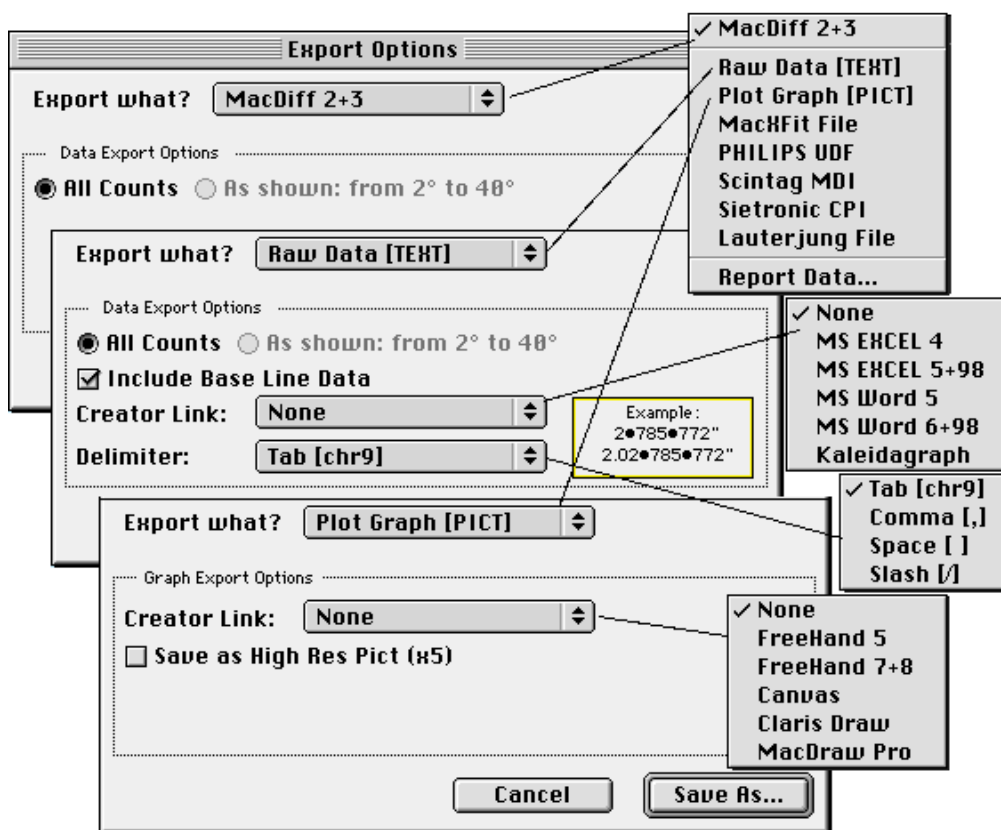 Export Options
Export what? MacDiff 2+3
Data Export Options
All Counts As shown: from 2° to 40°
✓ MacDiff 2+3
Raw Data [TEXT]
Plot Graph [PICT]
MacXFit File
PHILIPS UDF
Scintag MDI
Sietronic CPI
Lauterjung File
Report Data...
Export what? Raw Data [TEXT]
Data Export Options
All Counts As shown: from 2° to 40°
Include Base Line Data
Creator Link: None
Delimiter: Tab [chr9]
Example:
2●785●772"
2.02●785●772"
✓ None
MS EXCEL 4
MS EXCEL 5+98
MS Word 5
MS Word 6+98
Kaleidagraph
✓ Tab [chr9]
Comma [,]
Space [ ]
Slash [/]
Export what? Plot Graph [PICT]
Graph Export Options
Creator Link: None
Save as High Res Pict (x5)
✓ None
FreeHand 5
FreeHand 7+8
Canvas
Claris Draw
MacDraw Pro
Cancel
Save As...